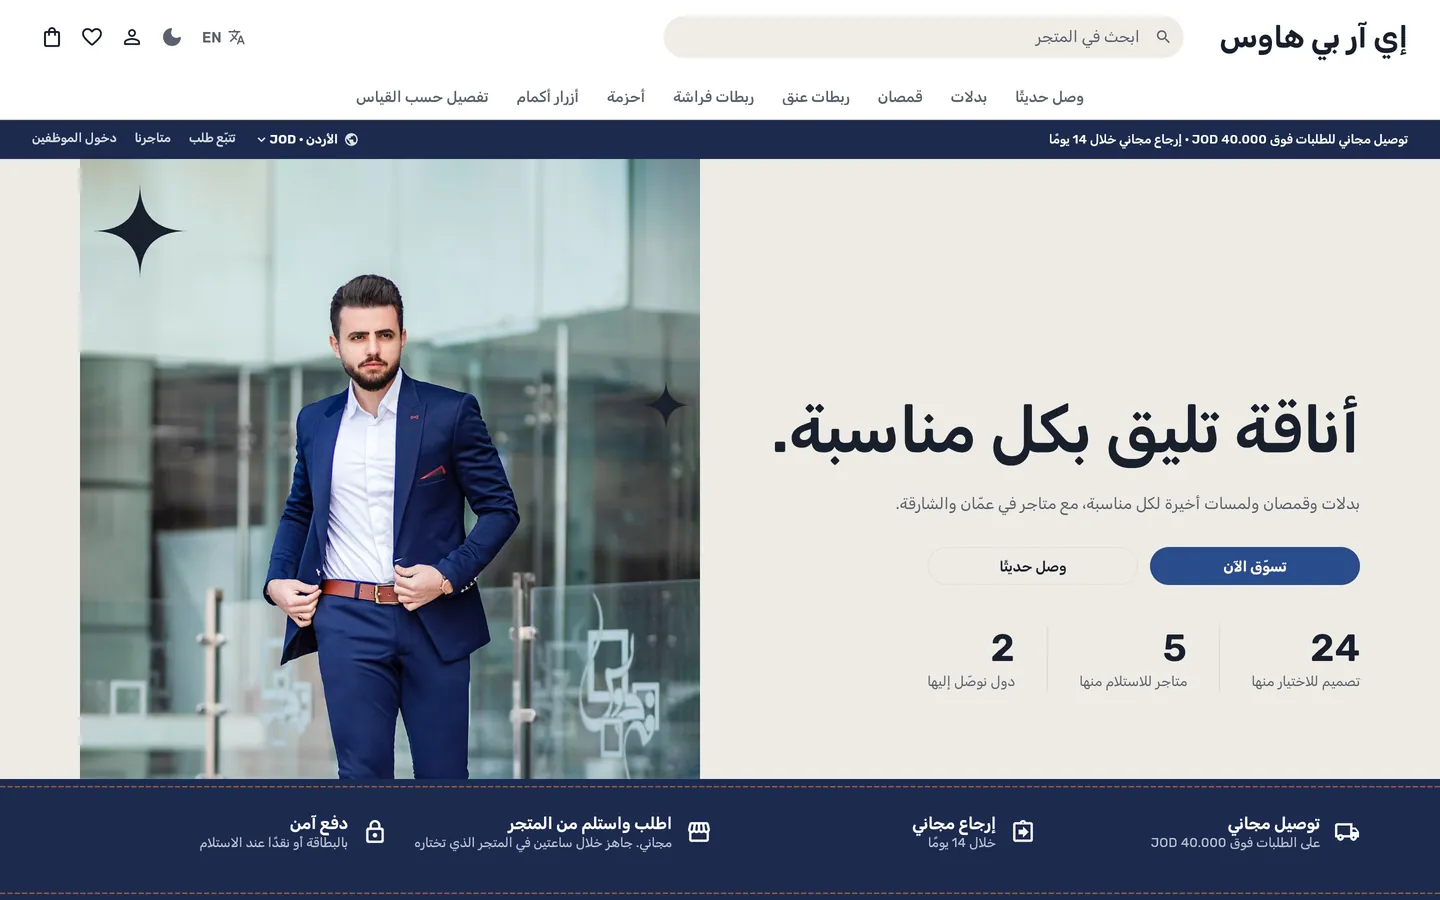 إي آر بي هاوس
ابحث في المتجر
EN
وصل حديثًا
بدلات
قمصان
ربطات عنق
ربطات فراشة
أحزمة
أزرار أكمام
تفصيل حسب القياس
توصيل مجاني للطلبات فوق JOD 40.000 • إرجاع مجاني خلال 14 يومًا
الأردن • JOD
تتبّع طلب
متاجرنا
دخول الموظفين
أناقة تليق بكل مناسبة.
بدلات وقمصان ولمسات أخيرة لكل مناسبة، مع متاجر في عمّان والشارقة.
تسوّق الآن
وصل حديثًا
24
تصميم للاختيار منها
5
متاجر للاستلام منها
2
دول نوصّل إليها
توصيل مجاني
على الطلبات فوق JOD 40.000
إرجاع مجاني
خلال 14 يومًا
اطلب واستلم من المتجر
مجاني. جاهز خلال ساعتين في المتجر الذي تختاره
دفع آمن
بالبطاقة أو نقدًا عند الاستلام